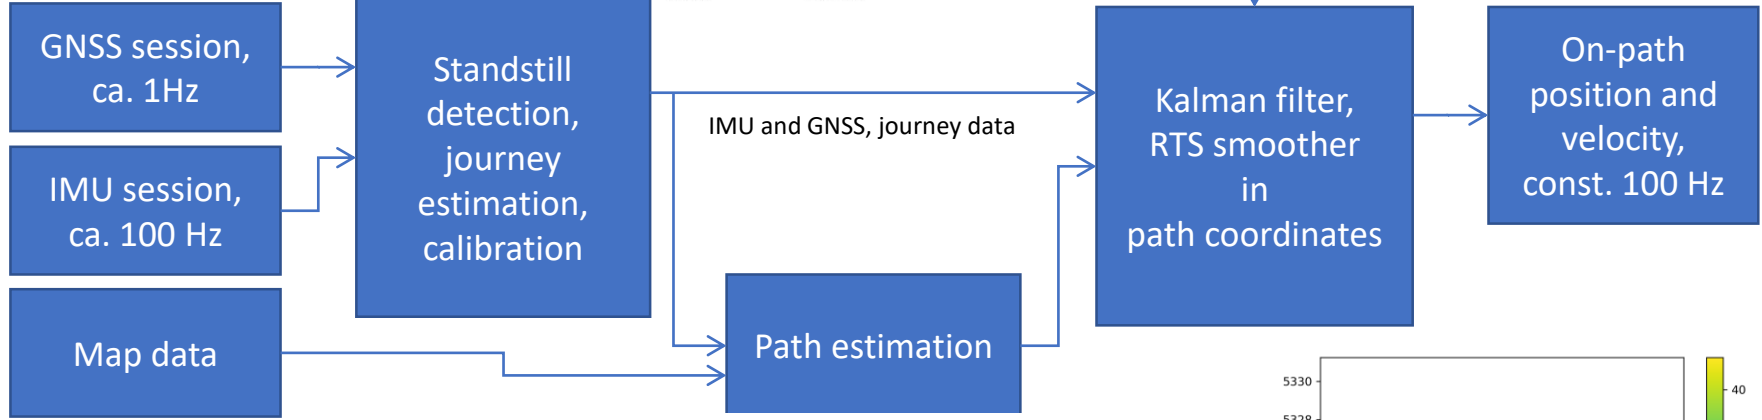 GNSS session,
ca. 1Hz
IMU session,
ca. 100 Hz
Map data
Standstill
detection,
journey
estimation,
calibration
IMU and GNSS, journey data
Path estimation
Kalman filter,
RTS smoother
in
path coordinates
On-path
position and
velocity,
const. 100 Hz
5330
5328
40